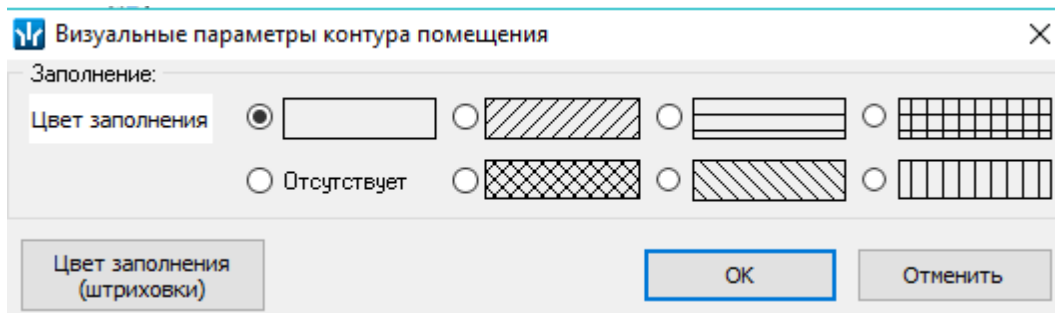 Визуальные параметры контура помещения
Заполнение:
Цвет заполнения
Отсутствует
Цвет заполнения
(штриховки)
OK
Отменить